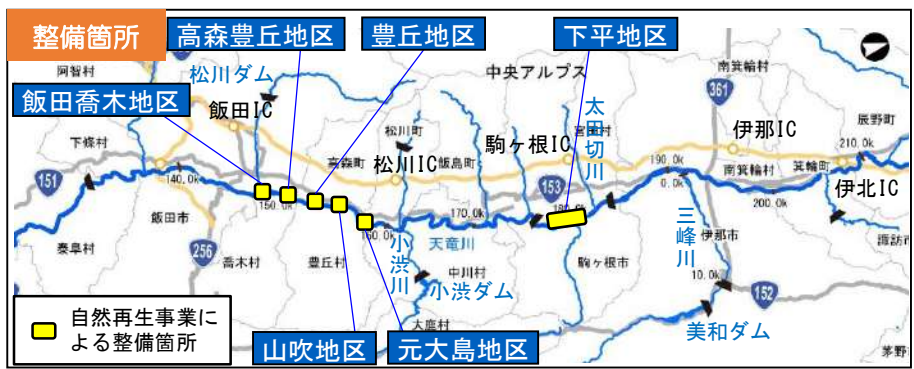 整備箇所
高森豊丘地区
豊丘地区
下平地区
飯田喬木地区
阿智村
松川ダム
飯田IC
中央アルプス
南箕輪村
361
辰野町
下條村
高森町
松川町
松川IC
飯島町
駒ヶ根IC
宮田村
太田切川
伊那IC
210.0k
箕輪町
伊北IC
151
140.0k
150.0k
160.0k
170.0k
153
190.0k
0.0k
南箕輪村
200.0k
飯田市
泰阜村
256
喬木村
豊丘村
小渋川
天竜川
中川村
小渋ダム
駒ヶ根市
三峰川
伊那市
10.0k
152
諏訪市
大鹿村
美和ダム
茅野
自然再生事業に
よる整備箇所
山吹地区
元大島地区